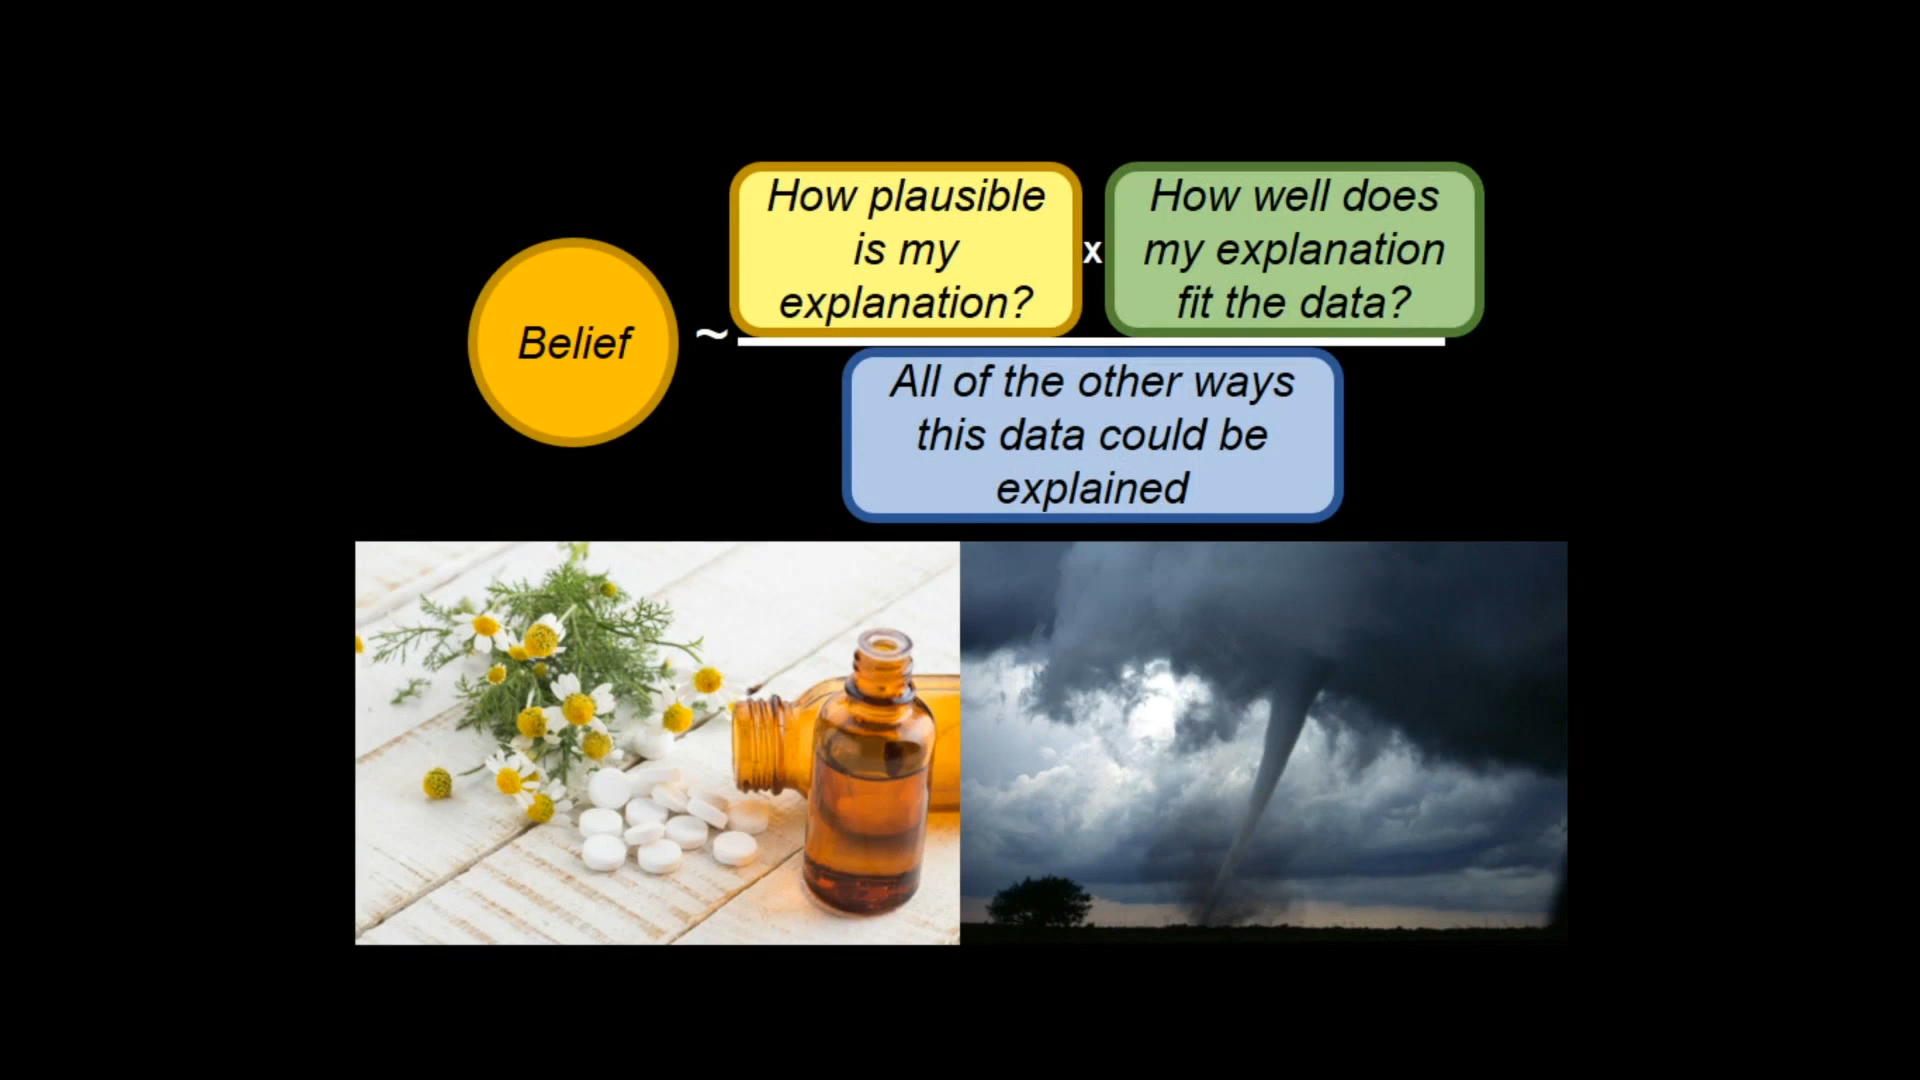 How plausible
is my
explanation?
x
How well does
my explanation
fit the data?
Belief
~
All of the other ways
this data could be
explained